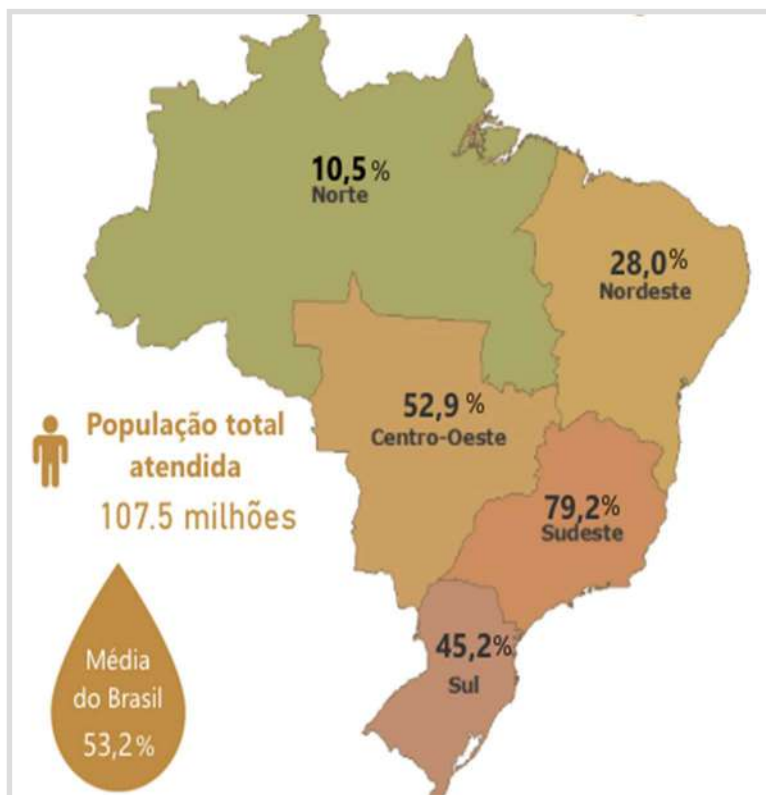 10,5%
Norte
28,0%
Nordeste
52,9 %
Centro-Oeste
População total
atendida
107.5 milhões
79,2%
Sudeste
45,2%
Sul
Média
do Brasil
53,2%